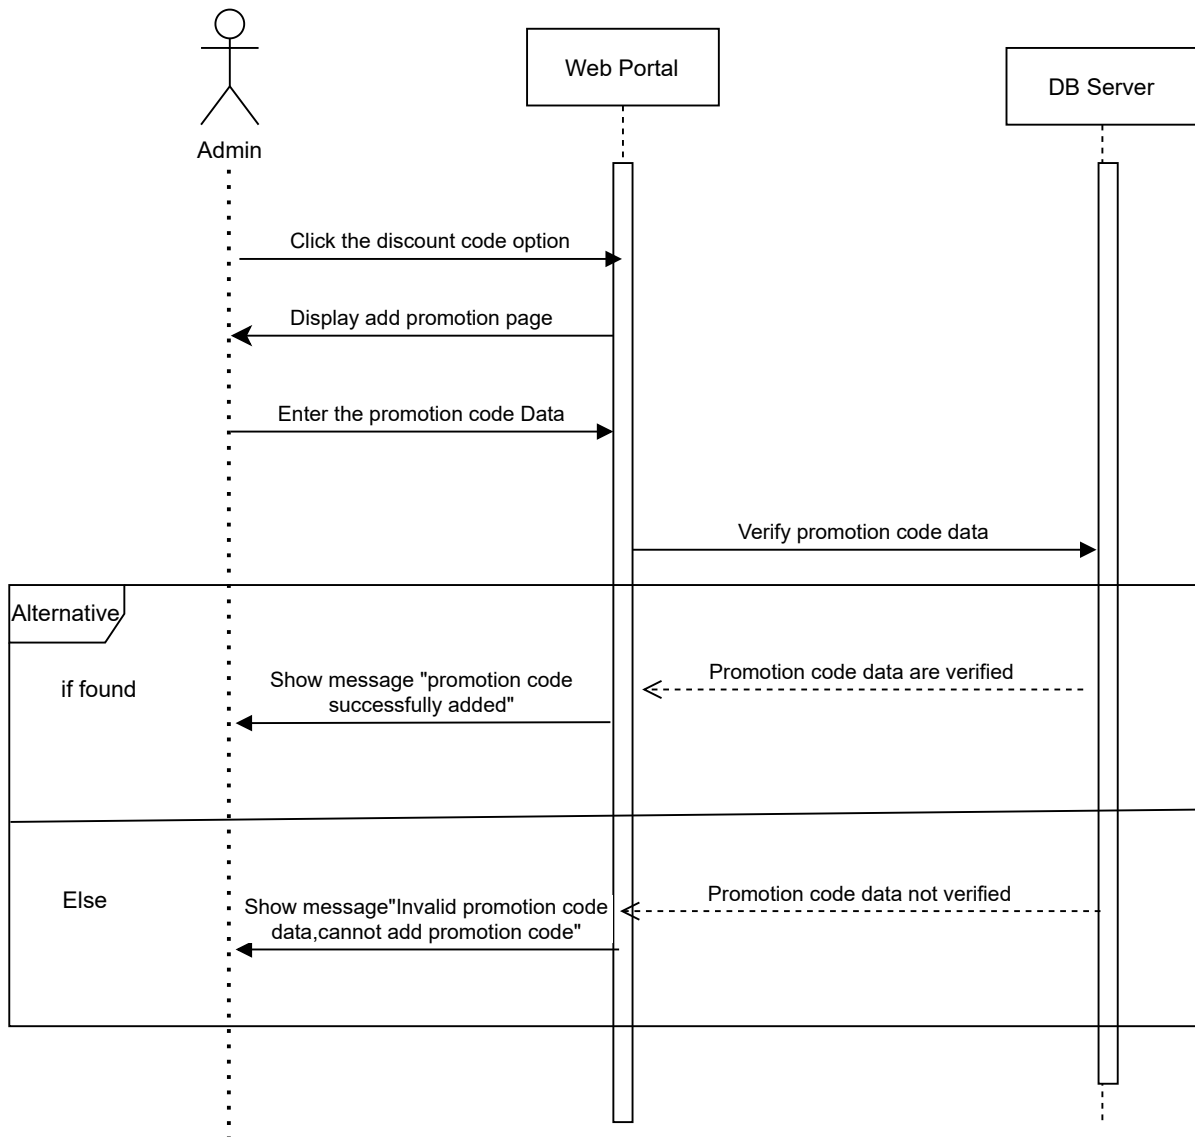 Web Portal
DB Server
Admin
Click the discount code option
Display add promotion page
Enter the promotion code Data
Verify promotion code data
Alternative
if found
Promotion code data are verified
Show message "promotion code
successfully added"
Else
Promotion code data not verified
Show message"Invalid promotion code
data,cannot add promotion code"